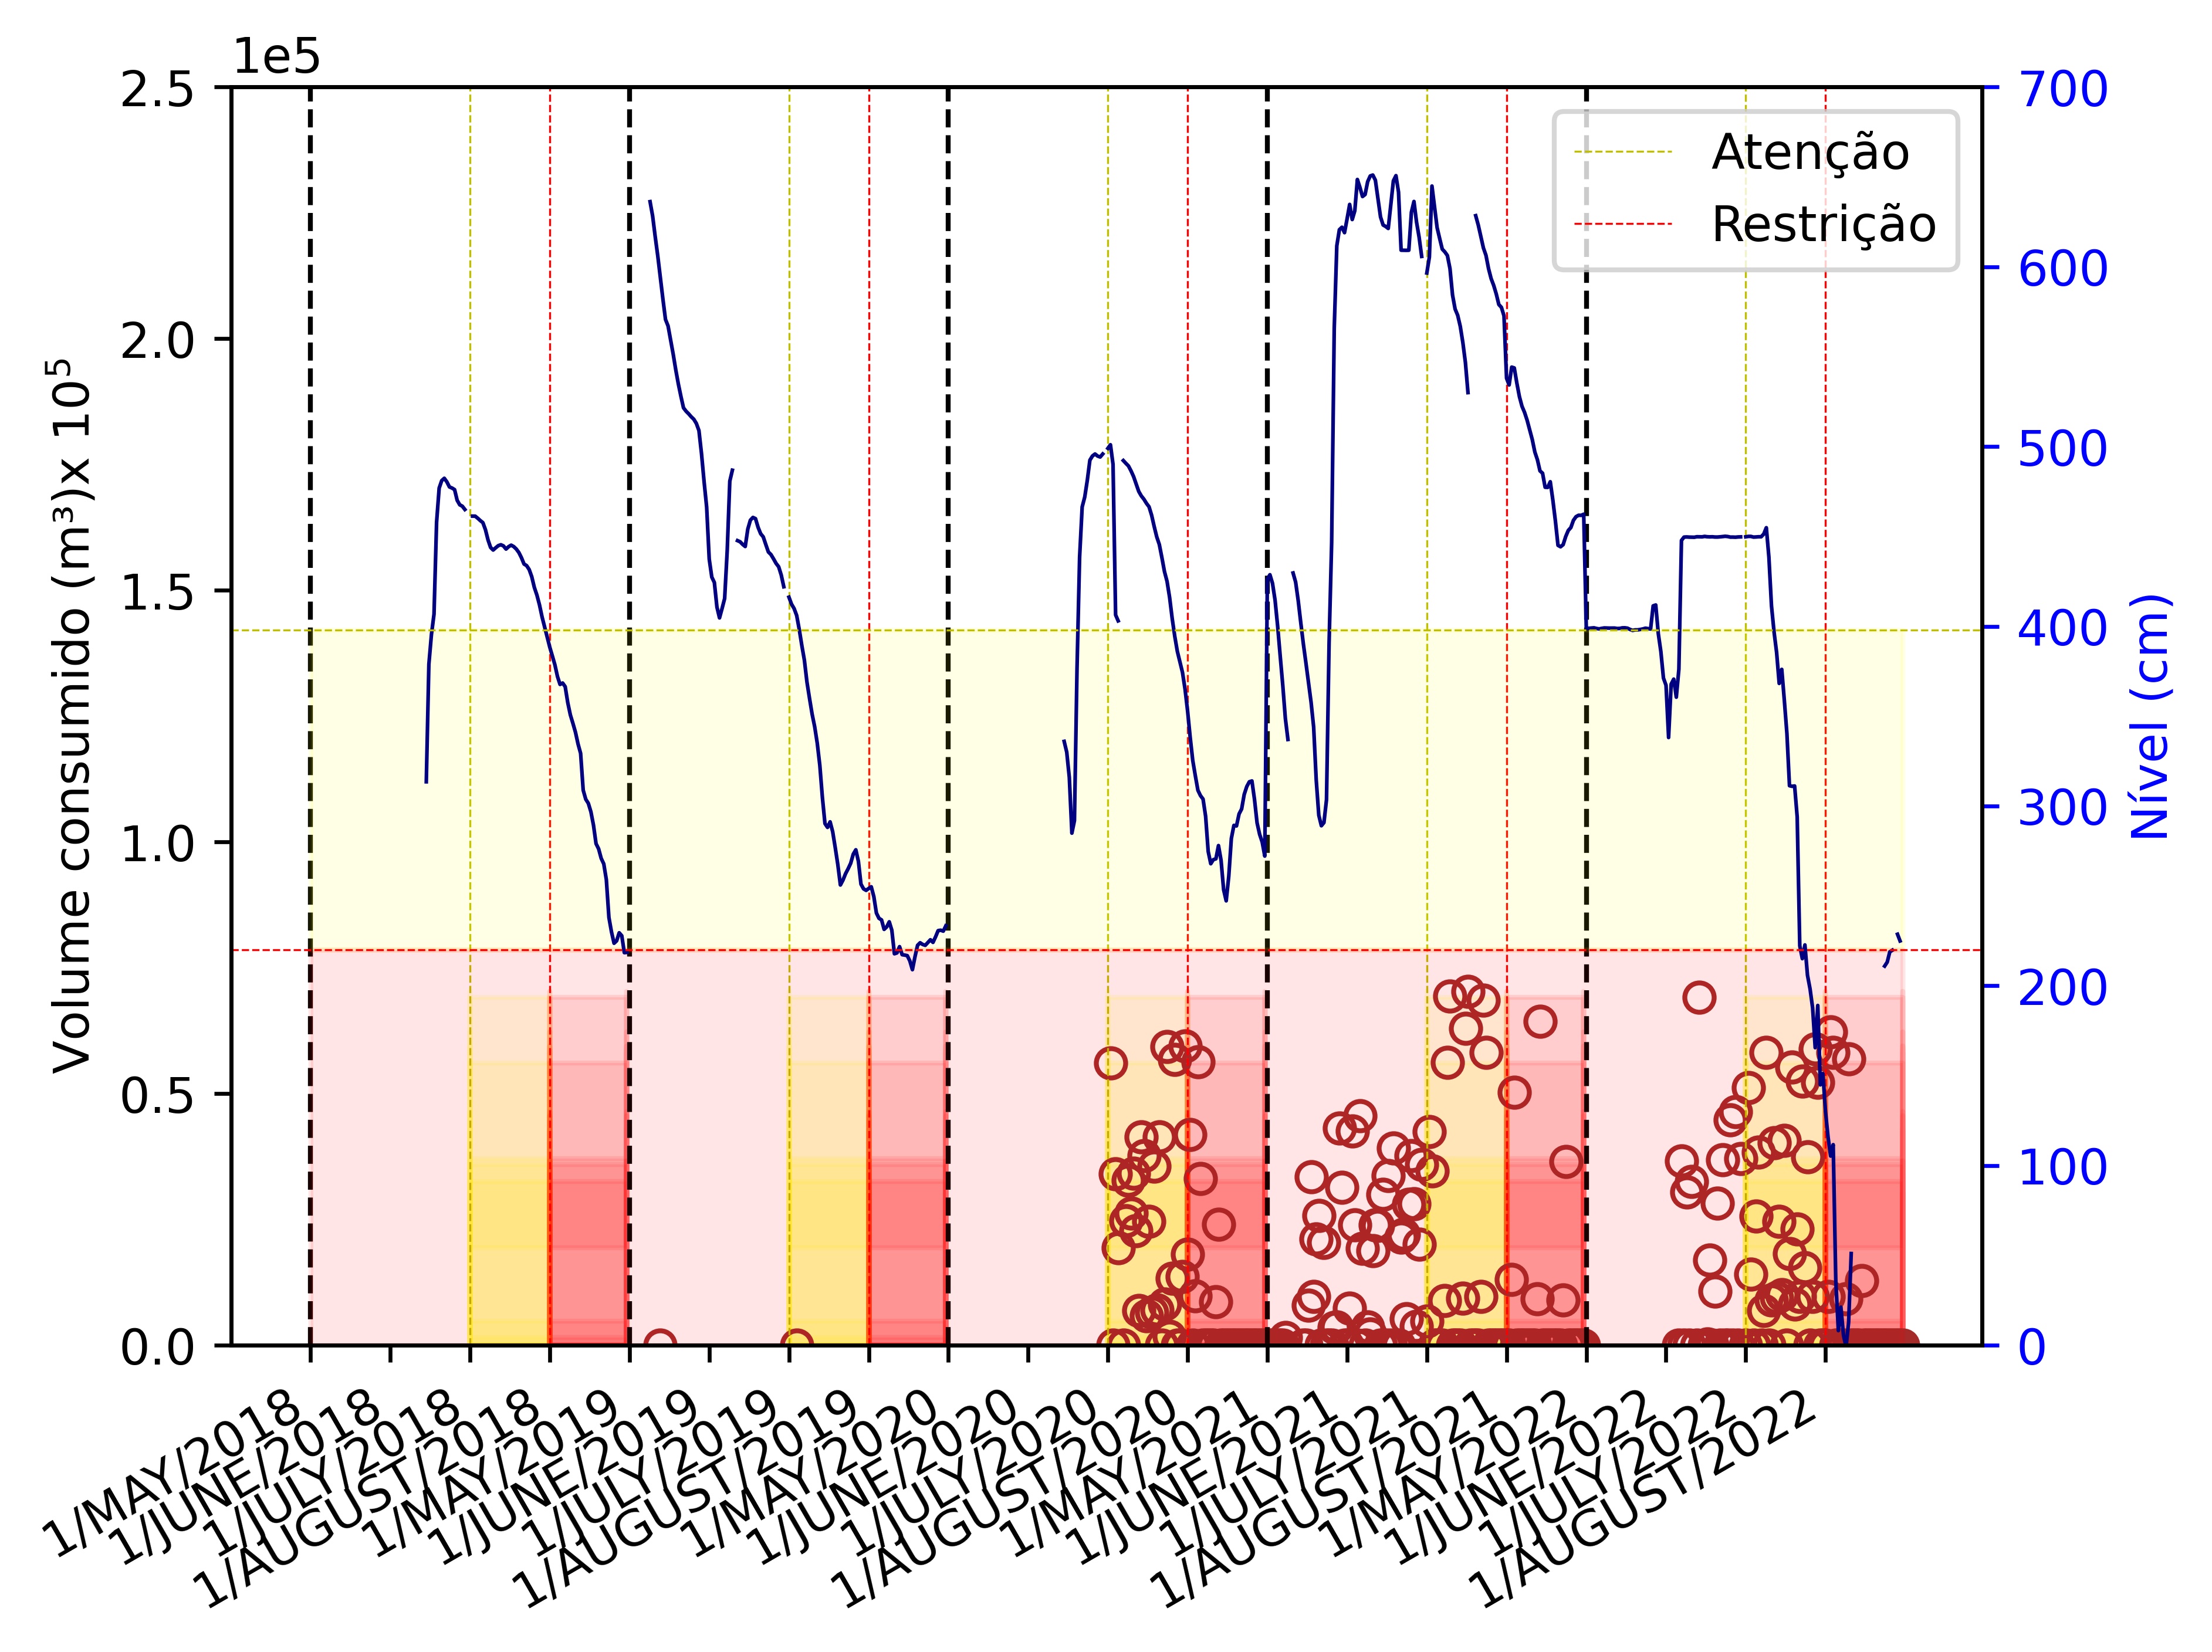 1e5
2.5
2.0
1.5
1.0
0.5
0.0
Volume consumido (m³)x 10⁵
700
600
500
400
300
200
100
0
Nível (cm)
Atenção
Restrição
1/MAY/2018
1/JUNE/2018
1/JULY/2018
1/AUGUST/2018
1/MAY/2019
1/JUNE/2019
1/JULY/2019
1/AUGUST/2019
1/MAY/2020
1/JUNE/2020
1/JULY/2020
1/AUGUST/2020
1/MAY/2021
1/JUNE/2021
1/JULY/2021
1/AUGUST/2021
1/MAY/2022
1/JUNE/2022
1/JULY/2022
1/AUGUST/2022